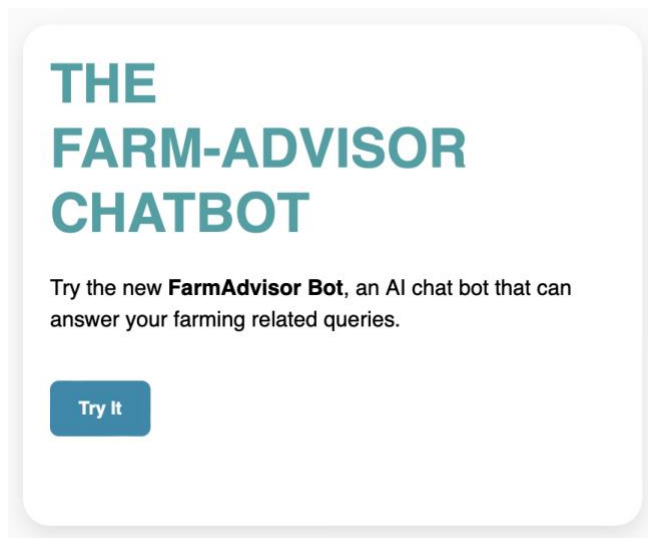 THE
FARM-ADVISOR
CHATBOT
Try the new FarmAdvisor Bot, an AI chat bot that can
answer your farming related queries.
Try It